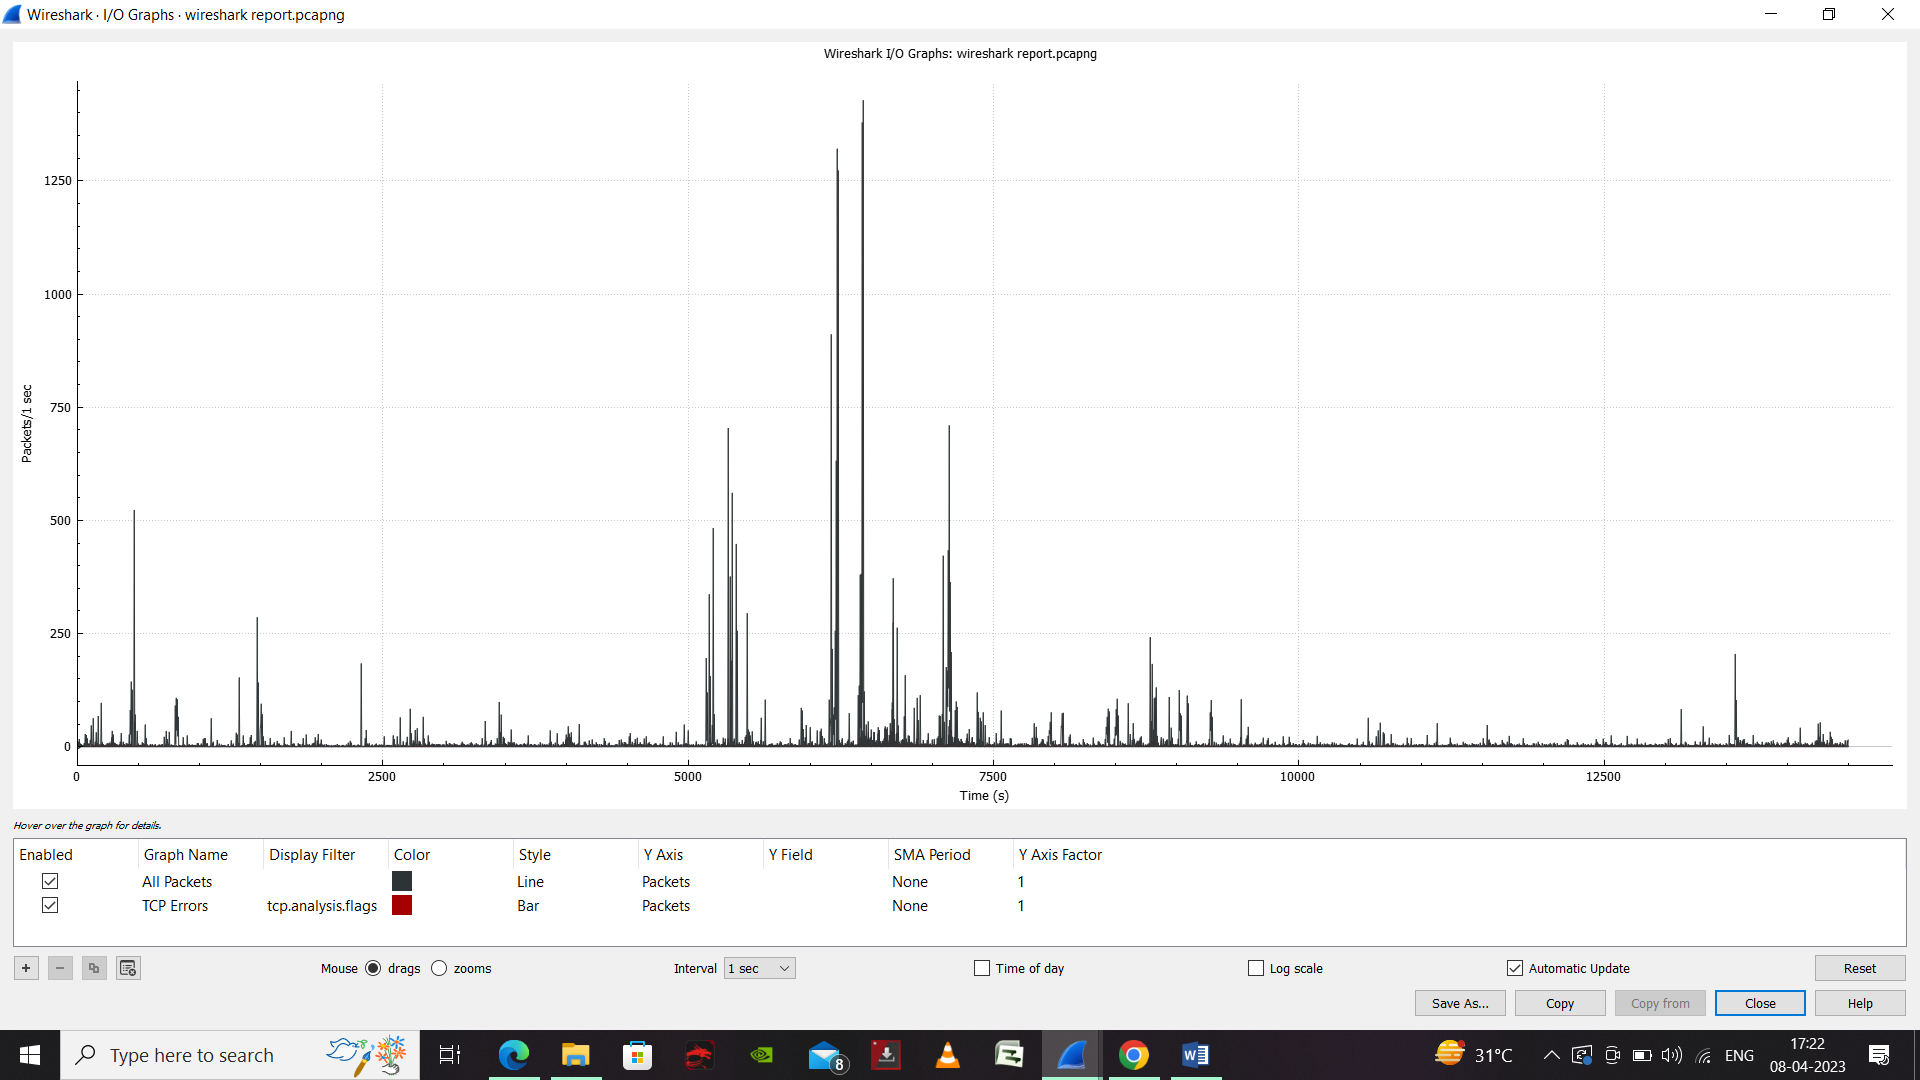 Wireshark · I/O Graphs · wireshark report.pcapng
Wireshark I/O Graphs: wireshark report.pcapng
1250
1000
750
500
250
0
Packets/1 sec
0 2500 5000 7500 10000 12500
Time (s)
Hover over the graph for details.
Enabled Graph Name Display Filter Color Style Y Axis Y Field SMA Period Y Axis Factor
All Packets Line Packets None 1
TCP Errors tcp.analysis.flags Bar Packets None 1
Mouse drags zooms Interval 1 sec Time of day Log scale Automatic Update Reset
Save As... Copy Copy from Close Help
Type here to search 8 31°C ENG 17:22
08-04-2023